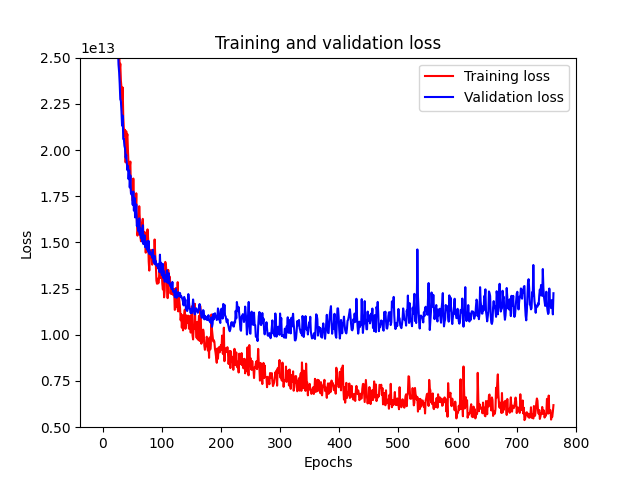 Training and validation loss
1e13
Training loss
Validation loss
2.50
2.25
2.00
1.75
1.50
1.25
1.00
0.75
0.50
Loss
0 100 200 300 400 500 600 700 800
Epochs